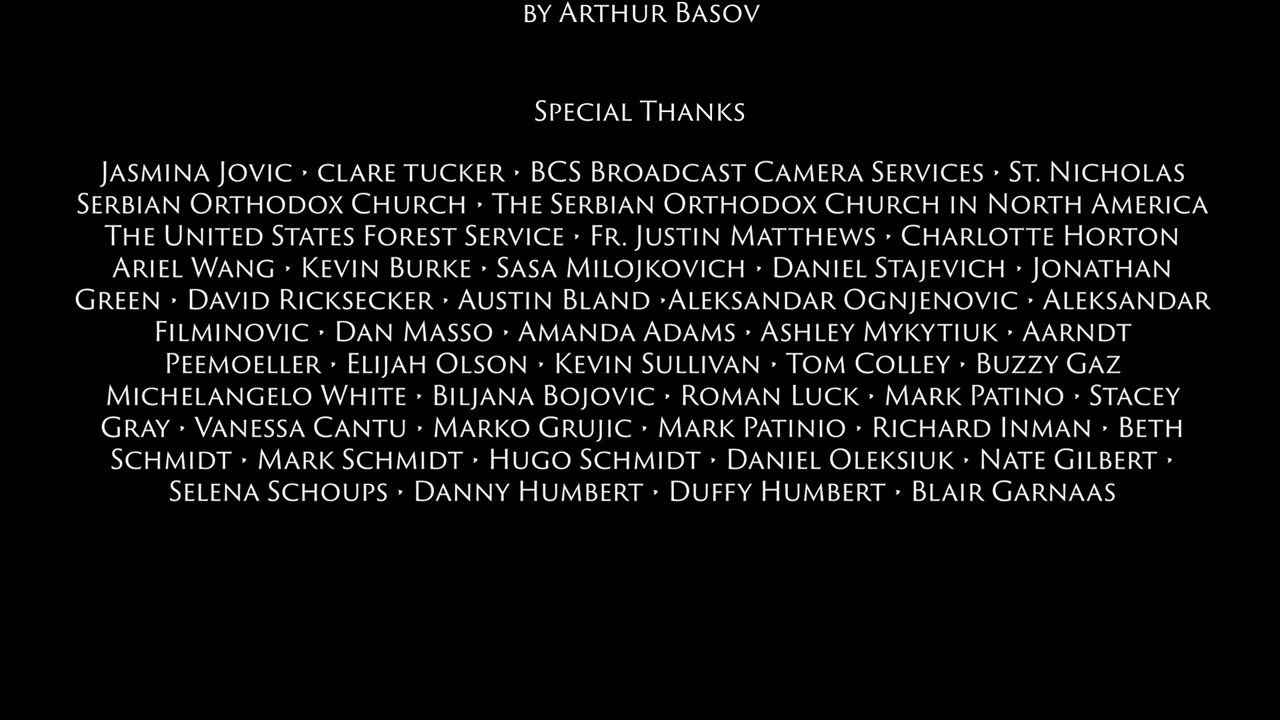 by Arthur Basov
Special Thanks
Jasmina Jovic · clare tucker · BCS Broadcast Camera Services · St. Nicholas
Serbian Orthodox Church · The Serbian Orthodox Church in North America
The United States Forest Service · Fr. Justin Matthews · Charlotte Horton
Ariel Wang · Kevin Burke · Sasa Milojkovich · Daniel Stajevich · Jonathan
Green · David Ricksecker · Austin Bland ·Aleksandar Ognjenovic · Aleksandar
Filminovic · Dan Masso · Amanda Adams · Ashley Mykytiuk · Aarndt
Peemoeller · Elijah Olson · Kevin Sullivan · Tom Colley · Buzzy Gaz
Michelangelo White · Biljana Bojovic · Roman Luck · Mark Patino · Stacey
Gray · Vanessa Cantu · Marko Grujic · Mark Patinio · Richard Inman · Beth
Schmidt · Mark Schmidt · Hugo Schmidt · Daniel Oleksiuk · Nate Gilbert ·
Selena Schoups · Danny Humbert · Duffy Humbert · Blair Garnaas